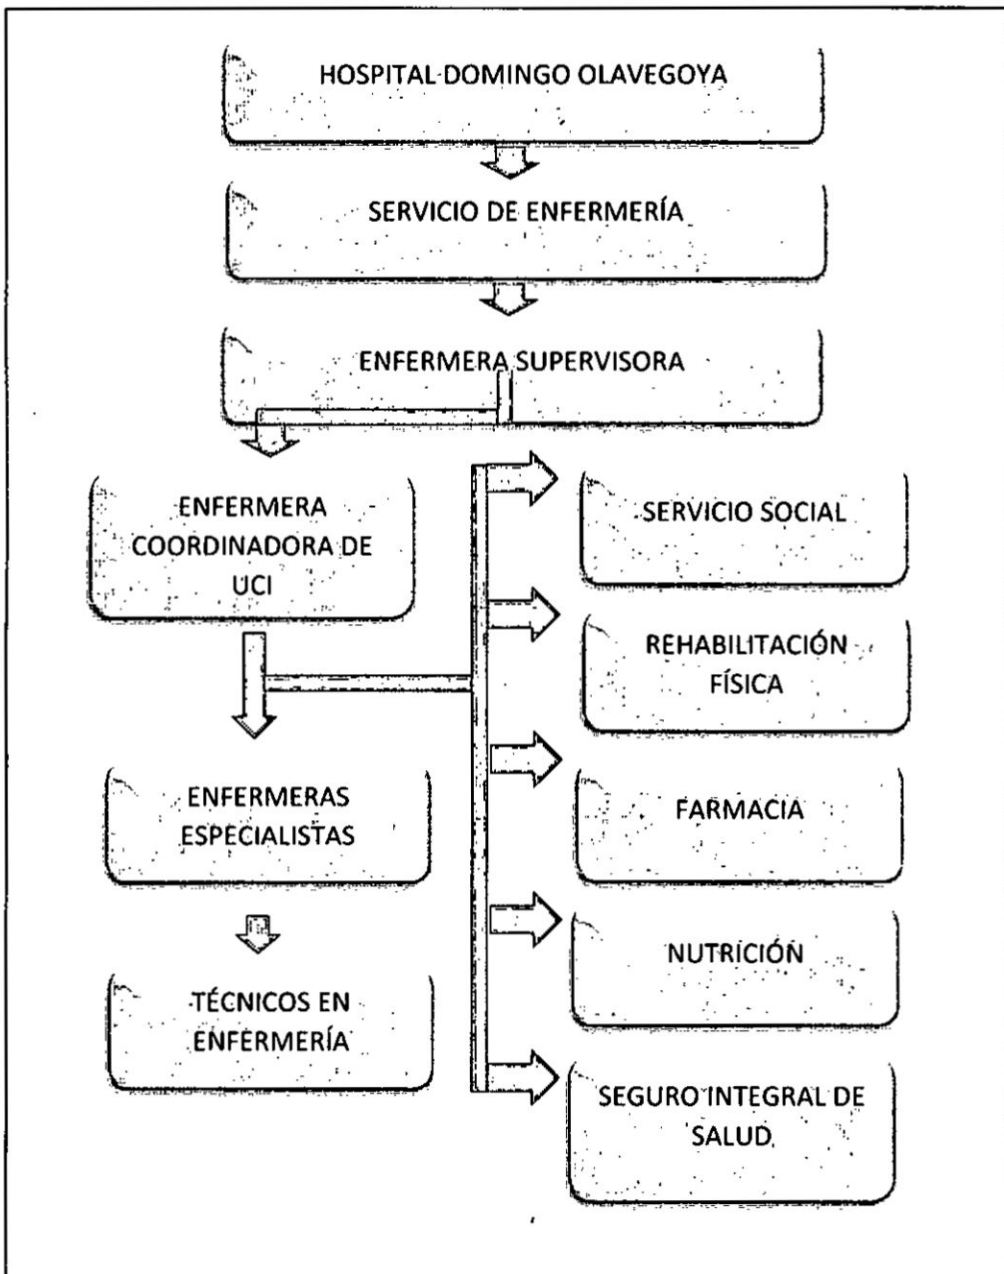 HOSPITAL DOMINGO OLAVEGOYA
SERVICIO DE ENFERMERÍA
ENFERMERA SUPERVISORA
ENFERMERA
COORDINADORA DE
UCI
SERVICIO SOCIAL
REHABILITACIÓN
FÍSICA
ENFERMERAS
ESPECIALISTAS
FARMACIA
NUTRICIÓN
TÉCNICOS EN
ENFERMERÍA
SEGURO INTEGRAL DE
SALUD